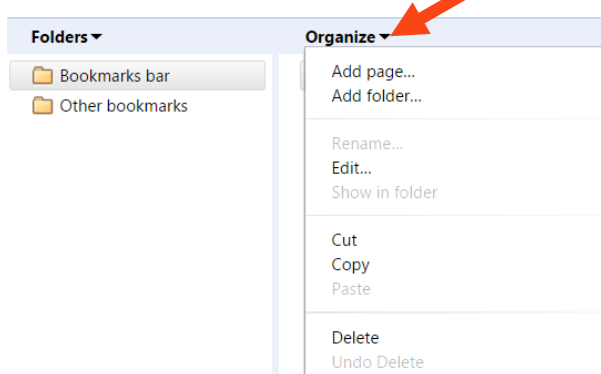 Folders
Organize
Bookmarks bar
Other bookmarks
Add page...
Add folder...
Rename...
Edit...
Show in folder
Cut
Copy
Paste
Delete
Undo Delete